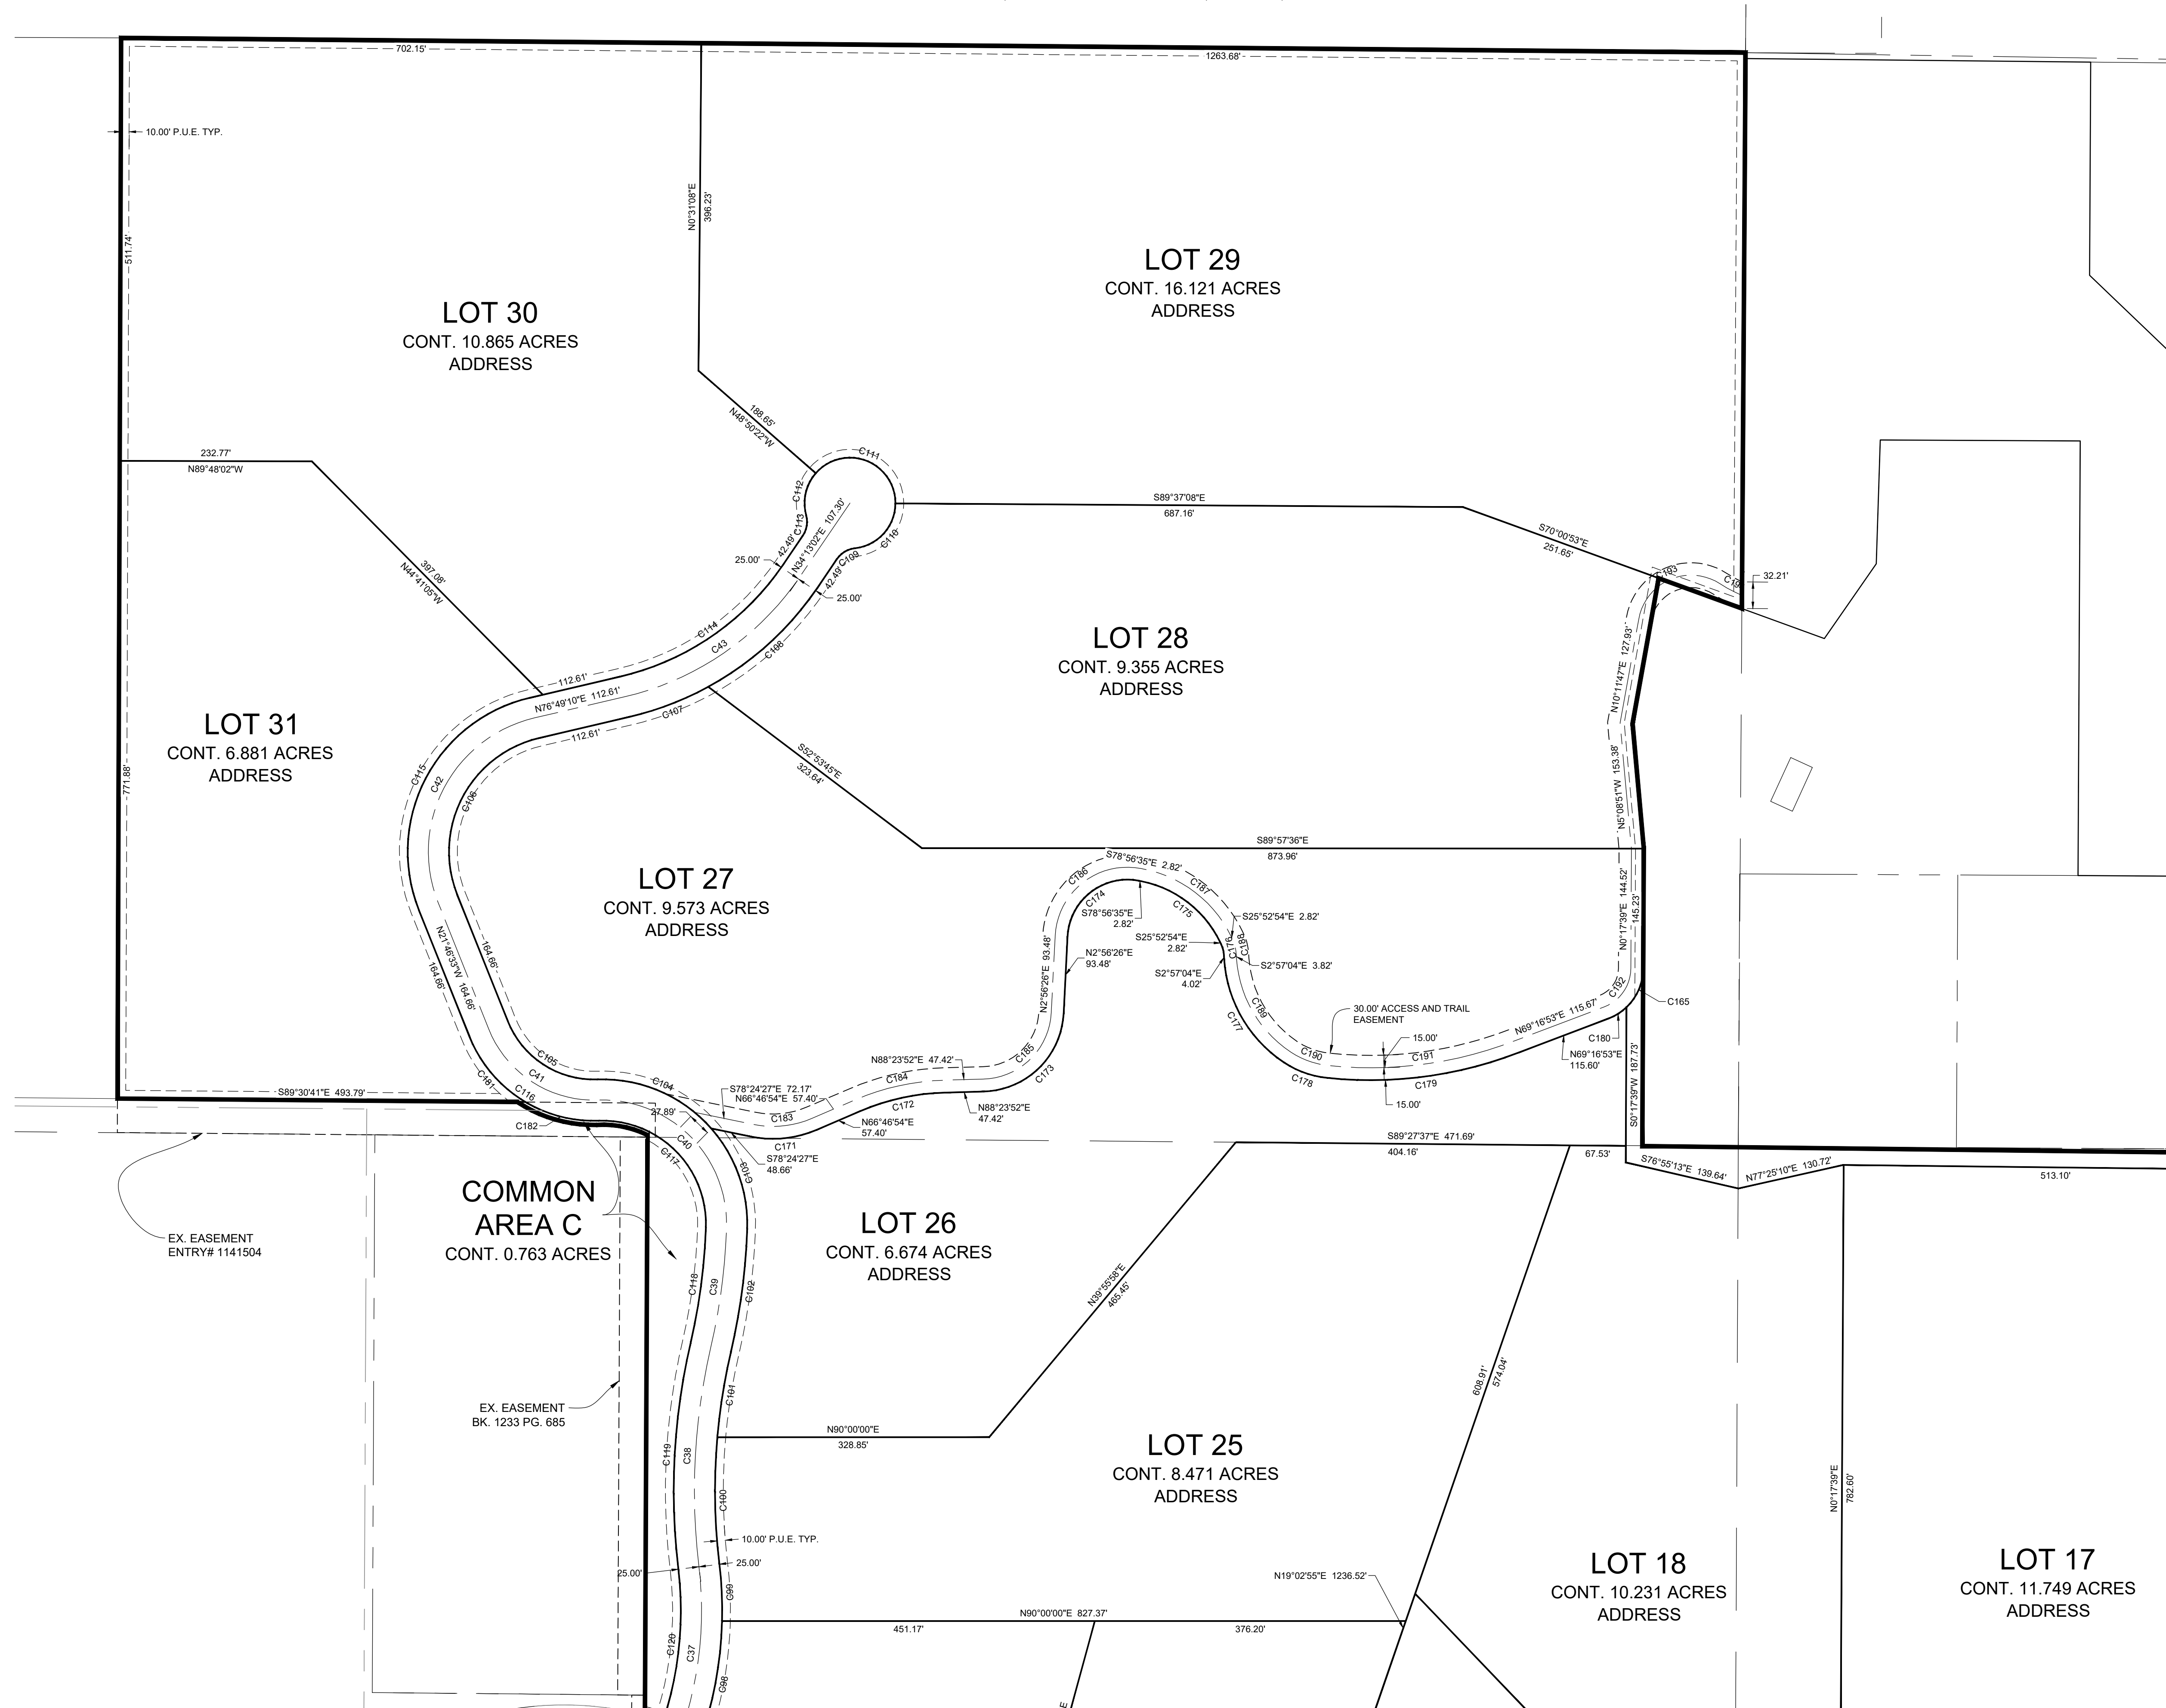 702.15'
1263.68'
10.00' P.U.E. TYP.
511.74'
N0°31'08"E
396.23'
LOT 29
CONT. 16.121 ACRES
ADDRESS
LOT 30
CONT. 10.865 ACRES
ADDRESS
188.65'
N48°50'22"W
232.77'
N89°48'02"W
C111
C112
C113
C110
C109
N34°13'02"E 107.30'
42.49'
42.49'
25.00'
25.00'
S89°37'08"E
687.16'
S70°00'53"E
251.65'
C193
32.21'
397.08'
N44°41'05"W
C114
C43
C108
LOT 28
CONT. 9.355 ACRES
ADDRESS
N10°11'47"E 127.93'
112.61'
N76°49'10"E 112.61'
C107
112.61'
LOT 31
CONT. 6.881 ACRES
ADDRESS
771.88'
C115
C42
C106
S52°53'45"E
323.64'
N5°08'51"W 153.38'
S89°57'36"E
873.96'
LOT 27
CONT. 9.573 ACRES
ADDRESS
S78°56'35"E 2.82'
C186
C174
C187
C175
S78°56'35"E
2.82'
S25°52'54"E 2.82'
S25°52'54"E
2.82'
C176
C188
N0°17'39"E 144.52'
145.23'
N21°46'33"W 164.66'
164.66'
164.66'
N2°56'26"E 93.48'
N2°56'26"E
93.48'
S2°57'04"E 3.82'
S2°57'04"E
4.02'
C192
C165
C177
C189
30.00' ACCESS AND TRAIL
EASEMENT
N69°16'53"E 115.67'
15.00'
C190
C191
C180
N69°16'53"E
115.60'
C185
C173
N88°23'52"E 47.42'
C105
C41
C481
C116
C104
S89°30'41"E 493.79'
C184
C172
C178
C179
15.00'
S78°24'27"E 72.17'
N66°46'54"E 57.40'
27.89'
C183
N88°23'52"E
47.42'
C182
N66°46'54"E
57.40'
C171
C40
C117
S78°24'27"E
48.66'
C103
S0°17'39"W 187.73'
S89°27'37"E 471.69'
404.16'
67.53'
S76°55'13"E 139.64'
N77°25'10"E 130.72'
513.10'
COMMON
AREA C
CONT. 0.763 ACRES
LOT 26
CONT. 6.674 ACRES
ADDRESS
EX. EASEMENT
ENTRY# 1141504
C118
C39
C102
N39°55'58"E
465.45'
608.91'
574.04'
C101
EX. EASEMENT
BK. 1233 PG. 685
N90°00'00"E
328.85'
LOT 25
CONT. 8.471 ACRES
ADDRESS
C119
C38
C100
N0°17'39"E
782.60'
10.00' P.U.E. TYP.
25.00'
25.00'
C99
N19°02'55"E 1236.52'
LOT 18
CONT. 10.231 ACRES
ADDRESS
LOT 17
CONT. 11.749 ACRES
ADDRESS
N90°00'00"E 827.37'
451.17'
376.20'
C120
C37
C98